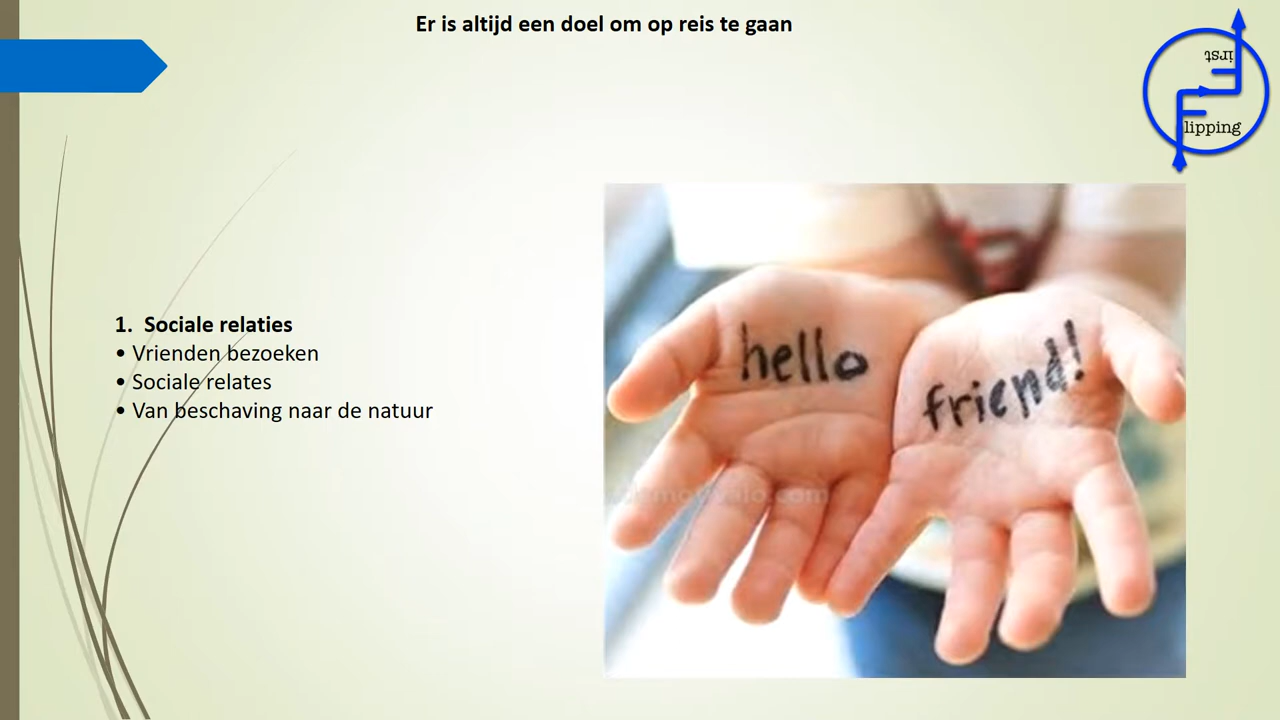 Er is altijd een doel om op reis te gaan
irst
lipping
1. Sociale relaties
• Vrienden bezoeken
• Sociale relates
• Van beschaving naar de natuur
hello
friend!